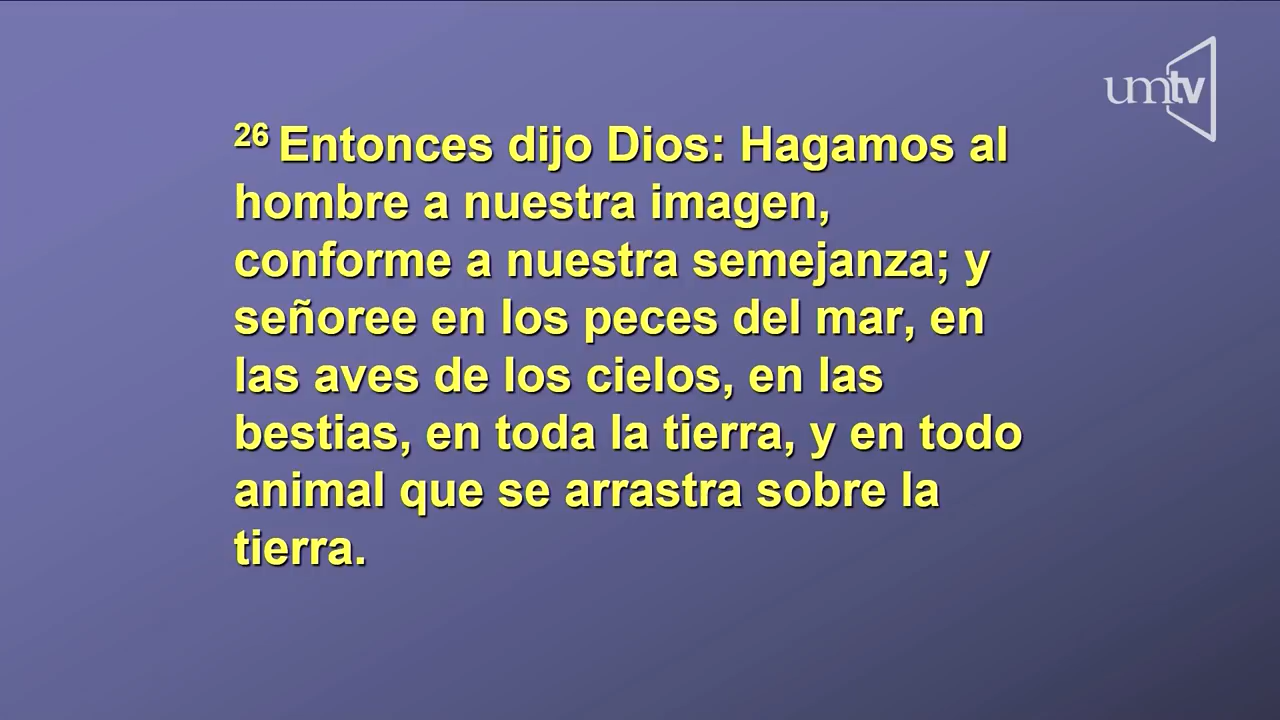 umtv
26 Entonces dijo Dios: Hagamos al
hombre a nuestra imagen,
conforme a nuestra semejanza; y
señoree en los peces del mar, en
las aves de los cielos, en las
bestias, en toda la tierra, y en todo
animal que se arrastra sobre la
tierra.